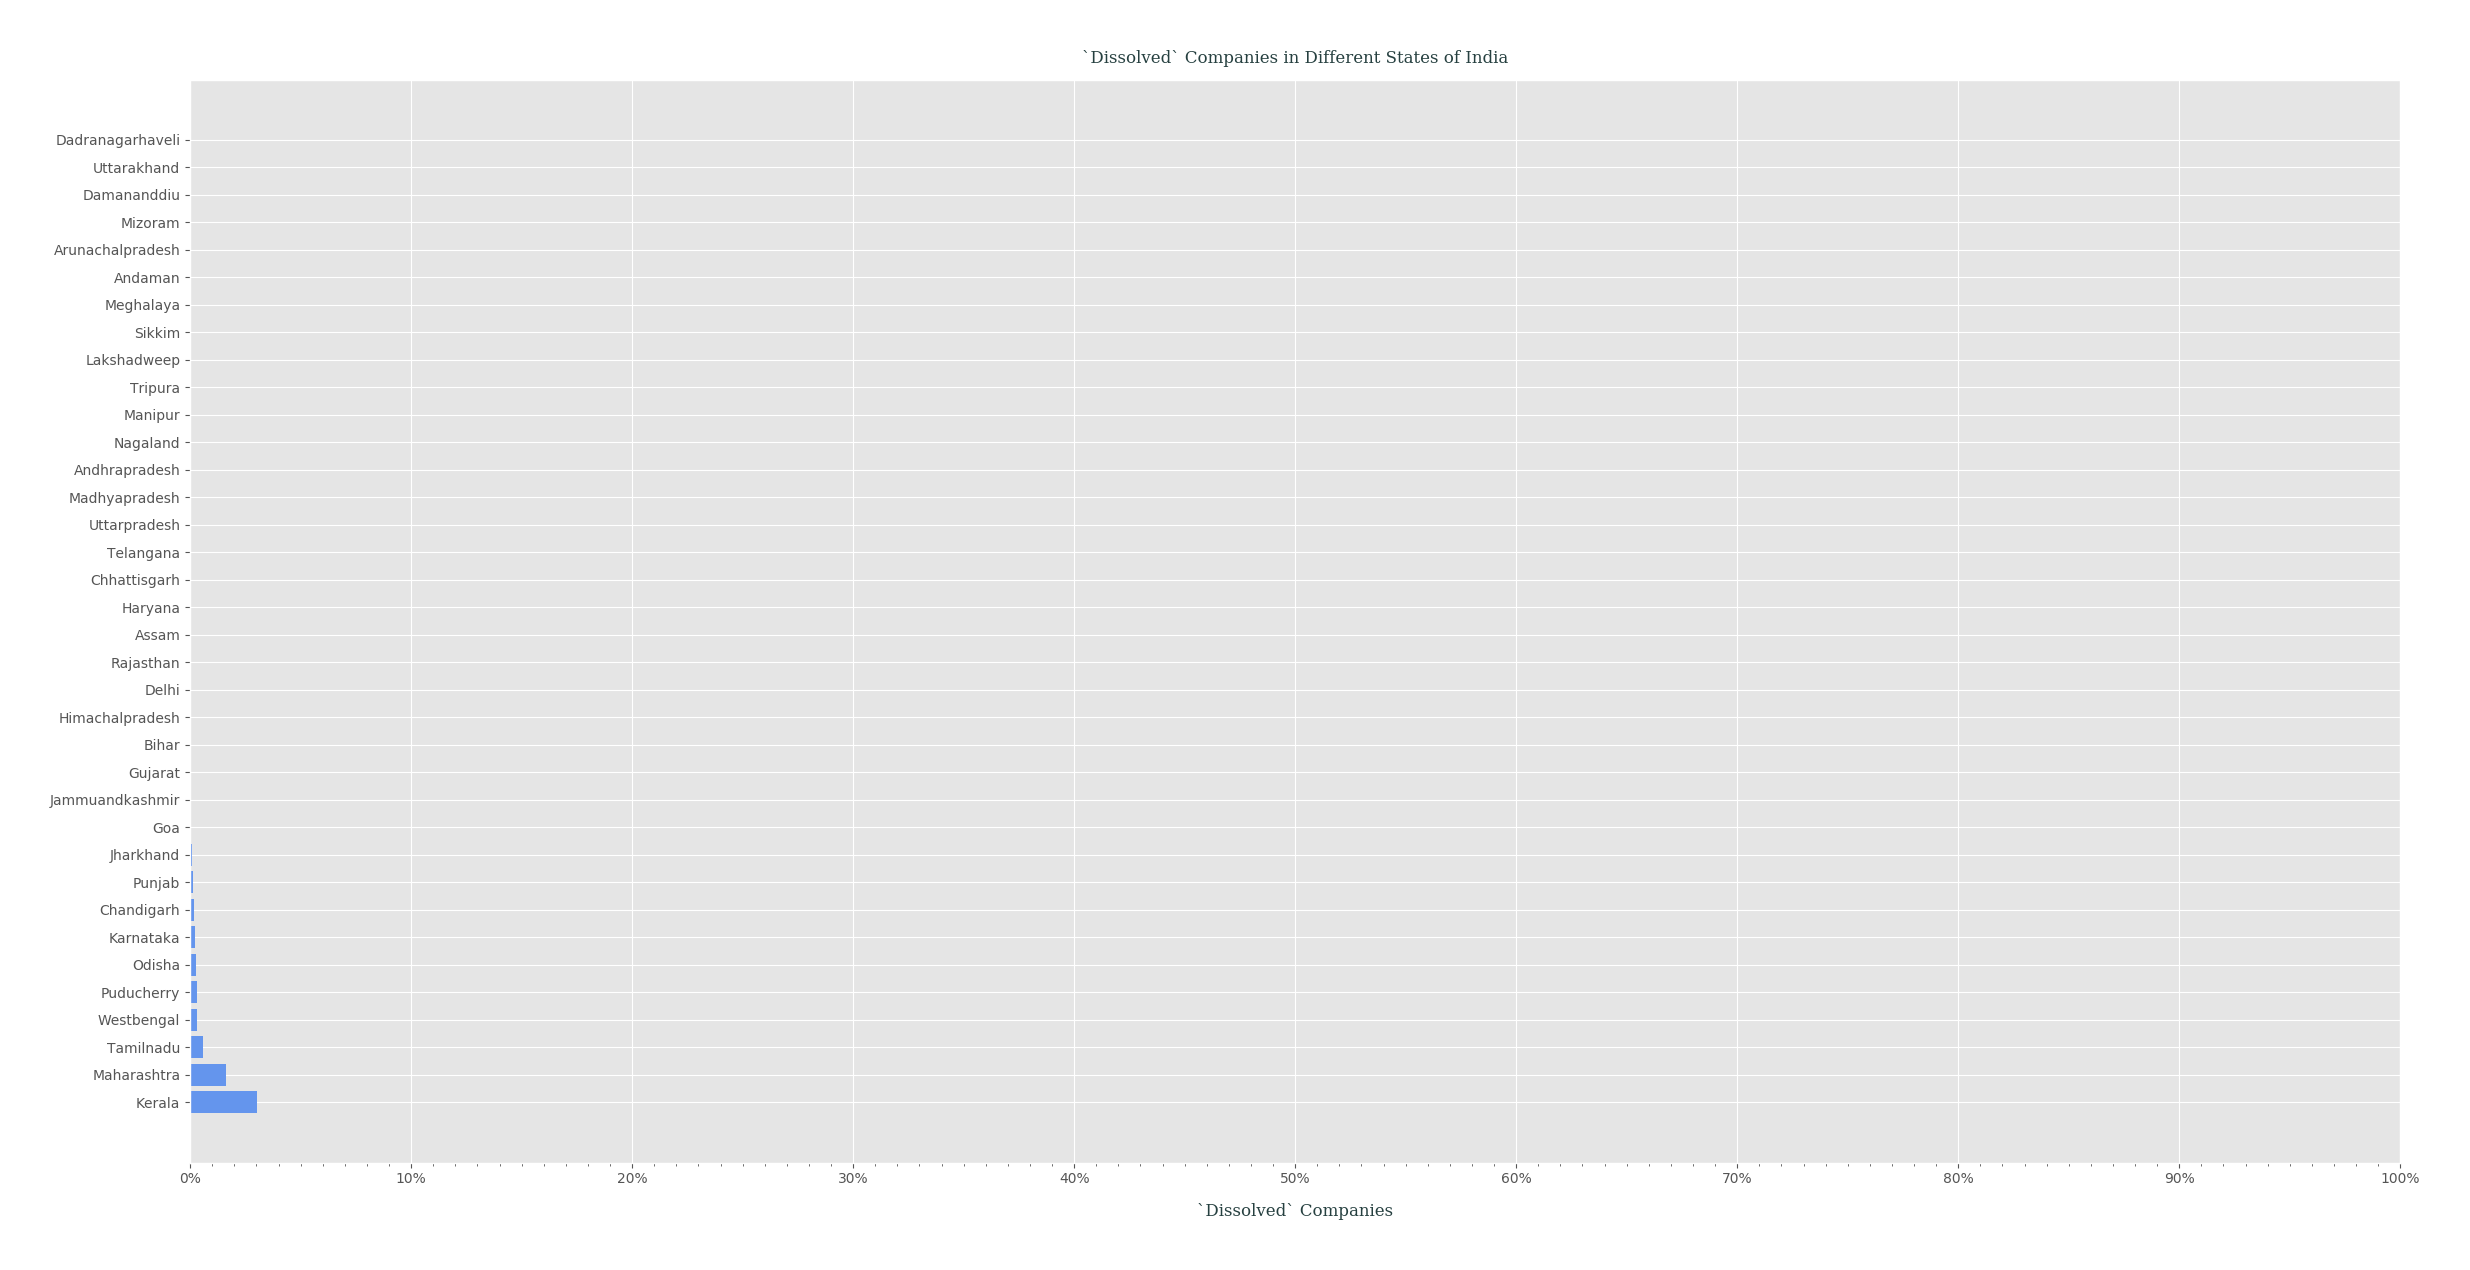 `Dissolved` Companies in Different States of India
Dadranagarhaveli
Uttarakhand
Damananddiu
Mizoram
Arunachalpradesh
Andaman
Meghalaya
Sikkim
Lakshadweep
Tripura
Manipur
Nagaland
Andhrapradesh
Madhyapradesh
Uttarpradesh
Telangana
Chhattisgarh
Haryana
Assam
Rajasthan
Delhi
Himachalpradesh
Bihar
Gujarat
Jammuandkashmir
Goa
Jharkhand
Punjab
Chandigarh
Karnataka
Odisha
Puducherry
Westbengal
Tamilnadu
Maharashtra
Kerala
0% 10% 20% 30% 40% 50% 60% 70% 80% 90% 100%
`Dissolved` Companies